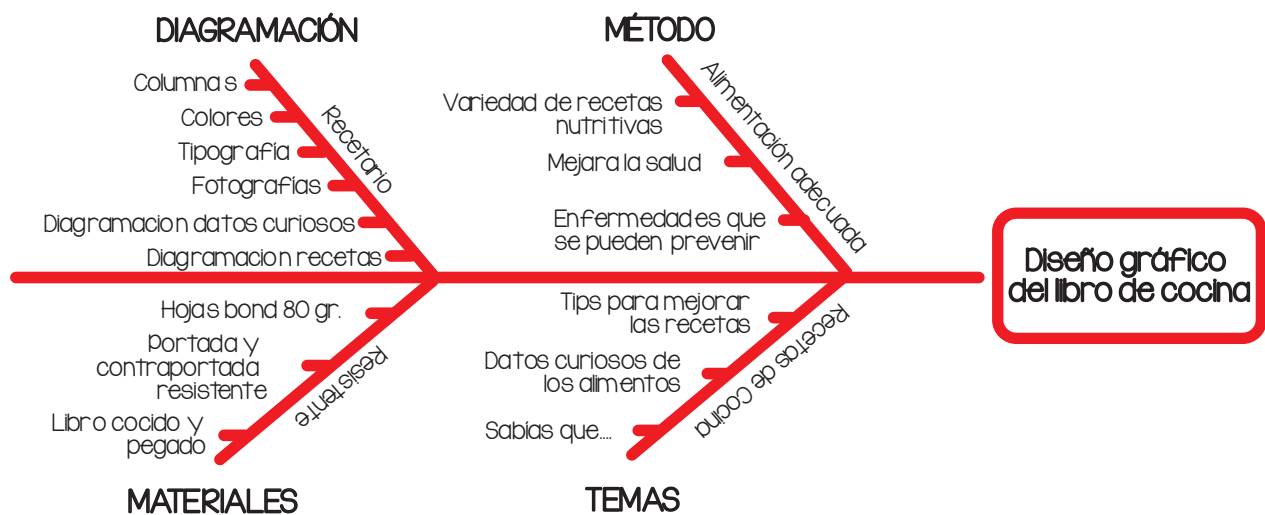 DIAGRAMACIÓN
Columnas
Colores
Tipografía
Fotografías
Diagramacion datos curiosos
Diagramacion recetas
Recetario
MÉTODO
Variedad de recetas
nutritivas
Mejara la salud
Enfermedades que
se pueden prevenir
Alimentación adecuada
Diseño gráfico
del libro de cocina
Hojas bond 80 gr.
portada y
contraportada
resistente
Libro cocido y
pegado
Resistente
MATERIALES
Tips para mejorar
las recetas
Datos curiosos de
los alimentos
Sabías que....
Recetas de Cocina
TEMAS